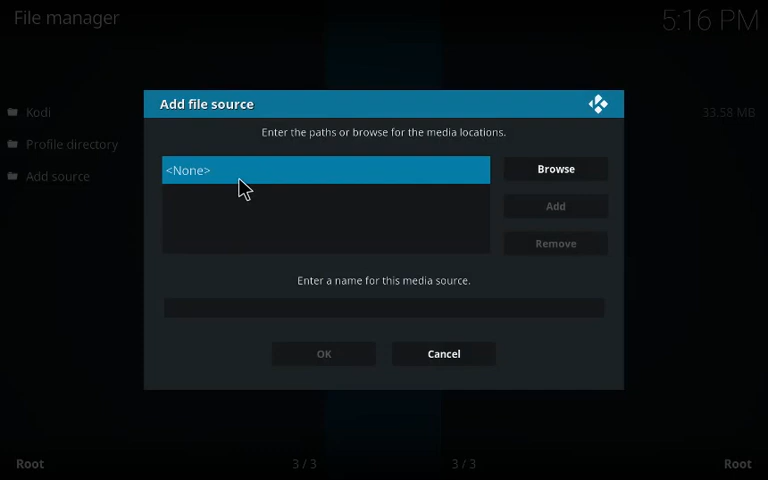 File manager
5:16 PM
Add file source
Enter the paths or browse for the media locations.
Kodi
33.58 MB
Profile directory
Add source
<None>
Browse
Add
Remove
Enter a name for this media source.
OK
Cancel
Root
3 / 3
3 / 3
Root